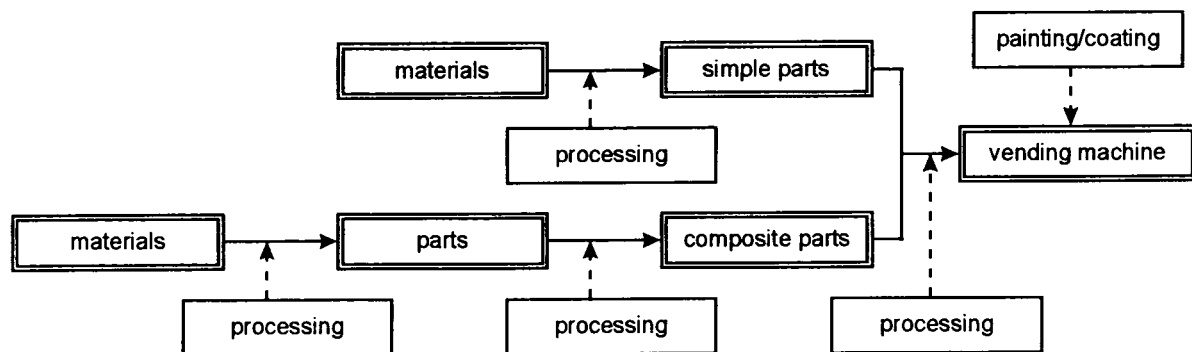 painting/coating
materials
simple parts
processing
vending machine
materials
parts
composite parts
processing
processing
processing